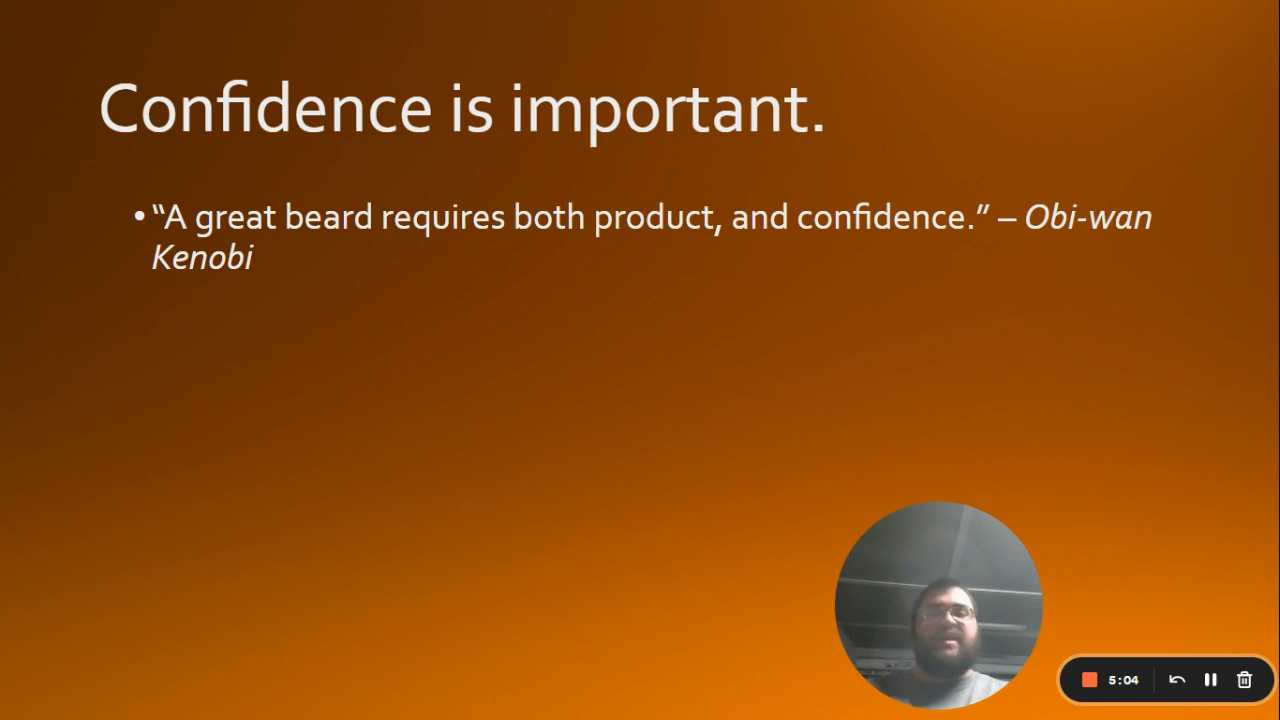 Confidence is important.
• “A great beard requires both product, and confidence.” – Obi-wan
Kenobi
5:04